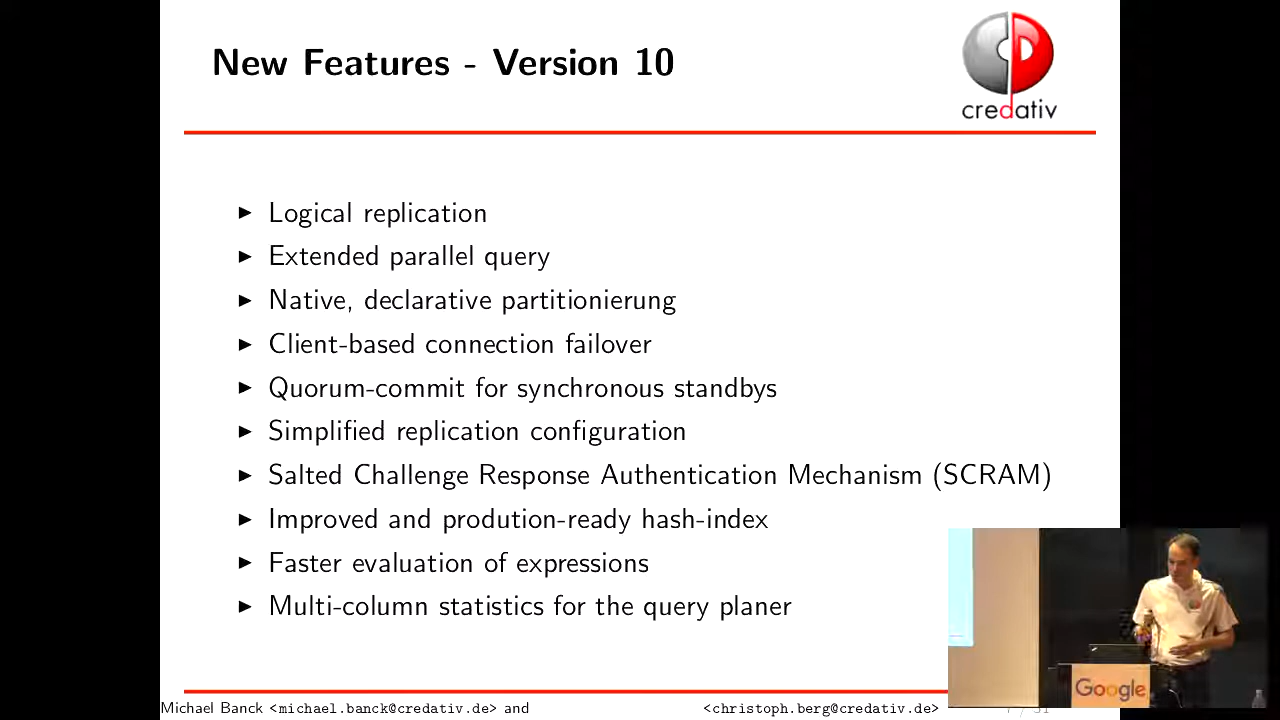 New Features - Version 10
credativ
Logical replication
Extended parallel query
Native, declarative partitionierung
Client-based connection failover
Quorum-commit for synchronous standbys
Simplified replication configuration
Salted Challenge Response Authentication Mechanism (SCRAM)
Improved and prodution-ready hash-index
Faster evaluation of expressions
Multi-column statistics for the query planer
Google
Michael Banck <michael.banck@credativ.de> and <christoph.berg@credativ.de>